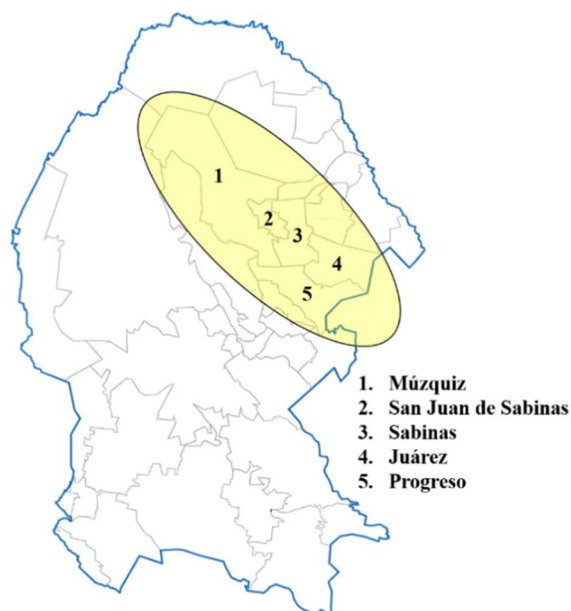 1
2
3
4
5
1. Múzquiz
2. San Juan de Sabinas
3. Sabinas
4. Juárez
5. Progreso